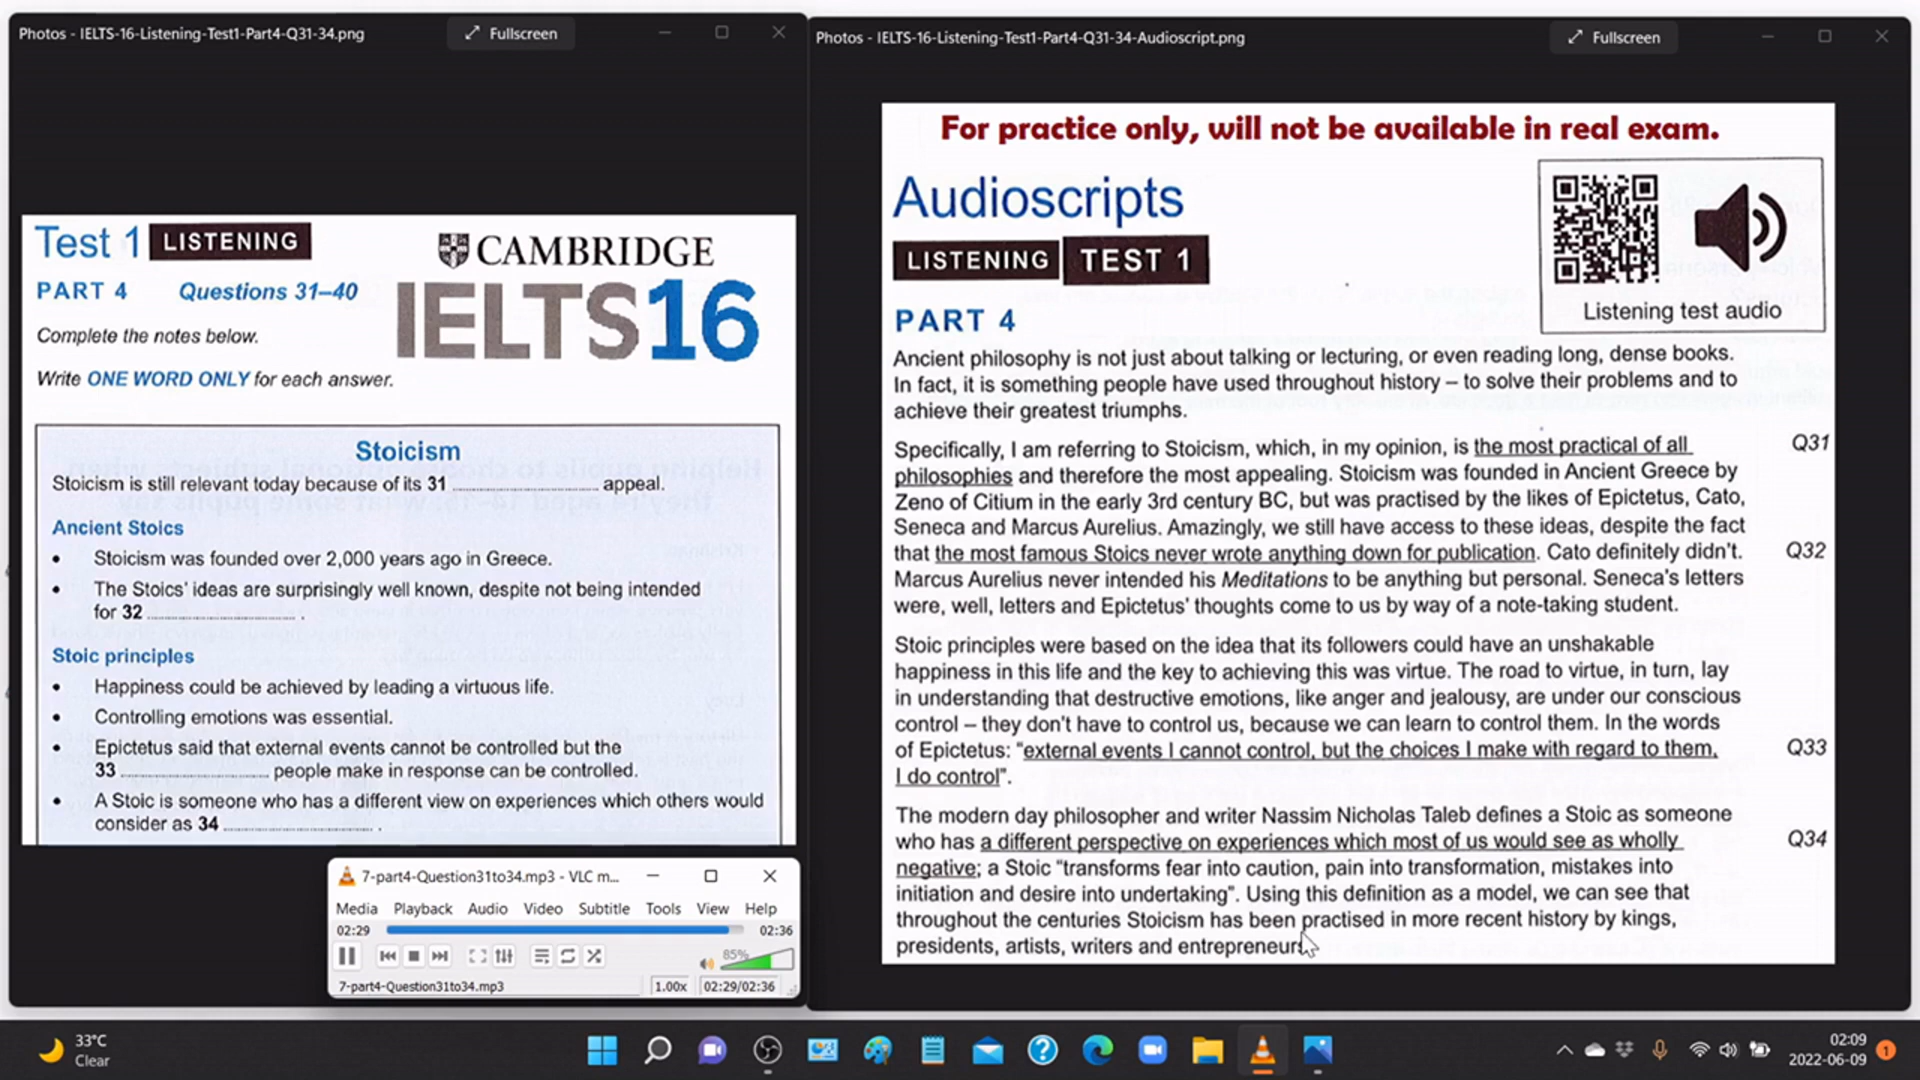 Photos - IELTS-16-Listening-Test1-Part4-Q31-34.png
Fullscreen
Test 1 LISTENING
CAMBRIDGE
IELTS16
PART 4 Questions 31–40
Complete the notes below.
Write ONE WORD ONLY for each answer.
Stoicism
Stoicism is still relevant today because of its 31 .......... appeal.
Ancient Stoics
• Stoicism was founded over 2,000 years ago in Greece.
• The Stoics' ideas are surprisingly well known, despite not being intended
for 32 .......... .
Stoic principles
• Happiness could be achieved by leading a virtuous life.
• Controlling emotions was essential.
• Epictetus said that external events cannot be controlled but the
33 .......... people make in response can be controlled.
• A Stoic is someone who has a different view on experiences which others would
consider as 34 .......... .
7-part4-Question31to34.mp3 - VLC m...
Media Playback Audio Video Subtitle Tools View Help
02:29 02:36
85%
7-part4-Question31to34.mp3 1.00x 02:29/02:36
Photos - IELTS-16-Listening-Test1-Part4-Q31-34-Audioscript.png
Fullscreen
For practice only, will not be available in real exam.
Audioscripts
LISTENING TEST 1
Listening test audio
PART 4
Ancient philosophy is not just about talking or lecturing, or even reading long, dense books.
In fact, it is something people have used throughout history – to solve their problems and to
achieve their greatest triumphs.
Specifically, I am referring to Stoicism, which, in my opinion, is the most practical of all Q31
philosophies and therefore the most appealing. Stoicism was founded in Ancient Greece by
Zeno of Citium in the early 3rd century BC, but was practised by the likes of Epictetus, Cato,
Seneca and Marcus Aurelius. Amazingly, we still have access to these ideas, despite the fact
that the most famous Stoics never wrote anything down for publication. Cato definitely didn't. Q32
Marcus Aurelius never intended his Meditations to be anything but personal. Seneca's letters
were, well, letters and Epictetus' thoughts come to us by way of a note-taking student.
Stoic principles were based on the idea that its followers could have an unshakable
happiness in this life and the key to achieving this was virtue. The road to virtue, in turn, lay
in understanding that destructive emotions, like anger and jealousy, are under our conscious
control – they don't have to control us, because we can learn to control them. In the words
of Epictetus: "external events I cannot control, but the choices I make with regard to them, Q33
I do control".
The modern day philosopher and writer Nassim Nicholas Taleb defines a Stoic as someone
who has a different perspective on experiences which most of us would see as wholly Q34
negative; a Stoic "transforms fear into caution, pain into transformation, mistakes into
initiation and desire into undertaking". Using this definition as a model, we can see that
throughout the centuries Stoicism has been practised in more recent history by kings,
presidents, artists, writers and entrepreneurs
33°C
Clear
02:09
2022-06-09
1